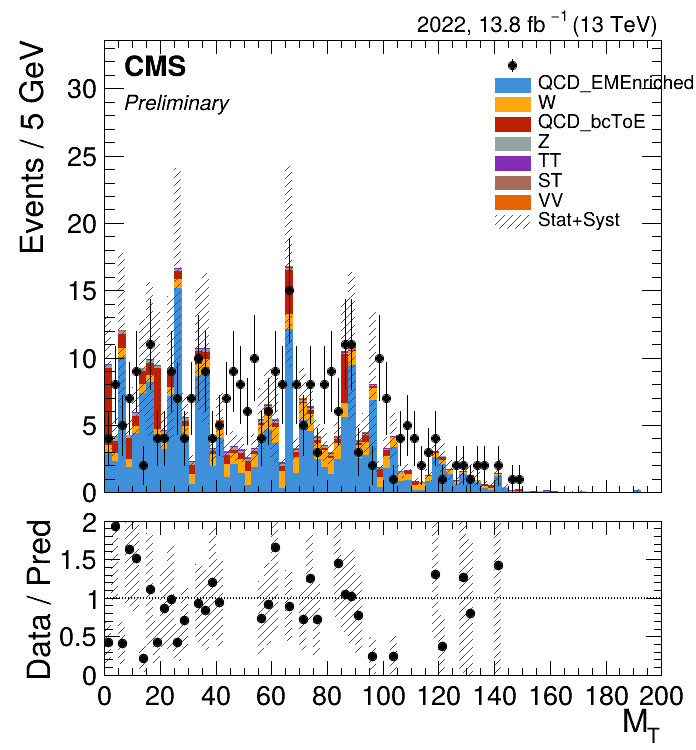 2022, 13.8 fb⁻¹ (13 TeV)
CMS
Preliminary
QCD_EMEnriched
W
QCD_bcToE
Z
TT
ST
VV
Stat+Syst
Events / 5 GeV
30
25
20
15
10
5
0
Data / Pred
2
1.5
1
0.5
0
0 20 40 60 80 100 120 140 160 180 200
M_T